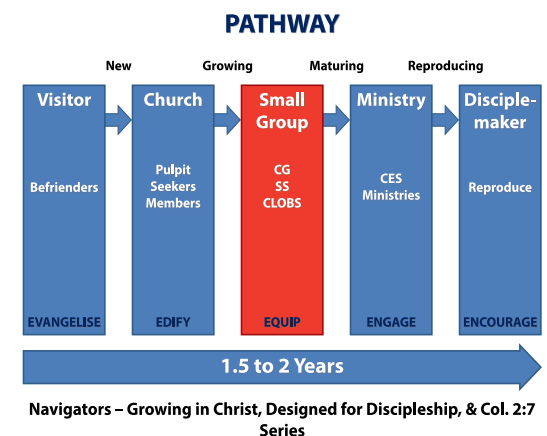 PATHWAY
New
Growing
Maturing
Reproducing
Visitor
Church
Small
Group
Ministry
Disciple-
maker
Befrienders
Pulpit
Seekers
Members
CG
SS
CLOBS
CES
Ministries
Reproduce
EVANGELISE
EDIFY
EQUIP
ENGAGE
ENCOURAGE
1.5 to 2 Years
Navigators – Growing in Christ, Designed for Discipleship, & Col. 2:7
Series